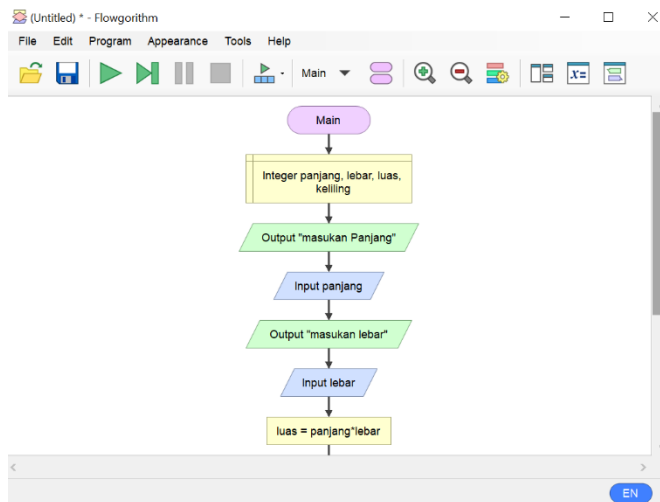 (Untitled) * - Flowgorithm
File Edit Program Appearance Tools Help
Main
x=
Main
Integer panjang, lebar, luas,
keliling
Output "masukan Panjang"
Input panjang
Output "masukan lebar"
Input lebar
luas = panjang*lebar
EN